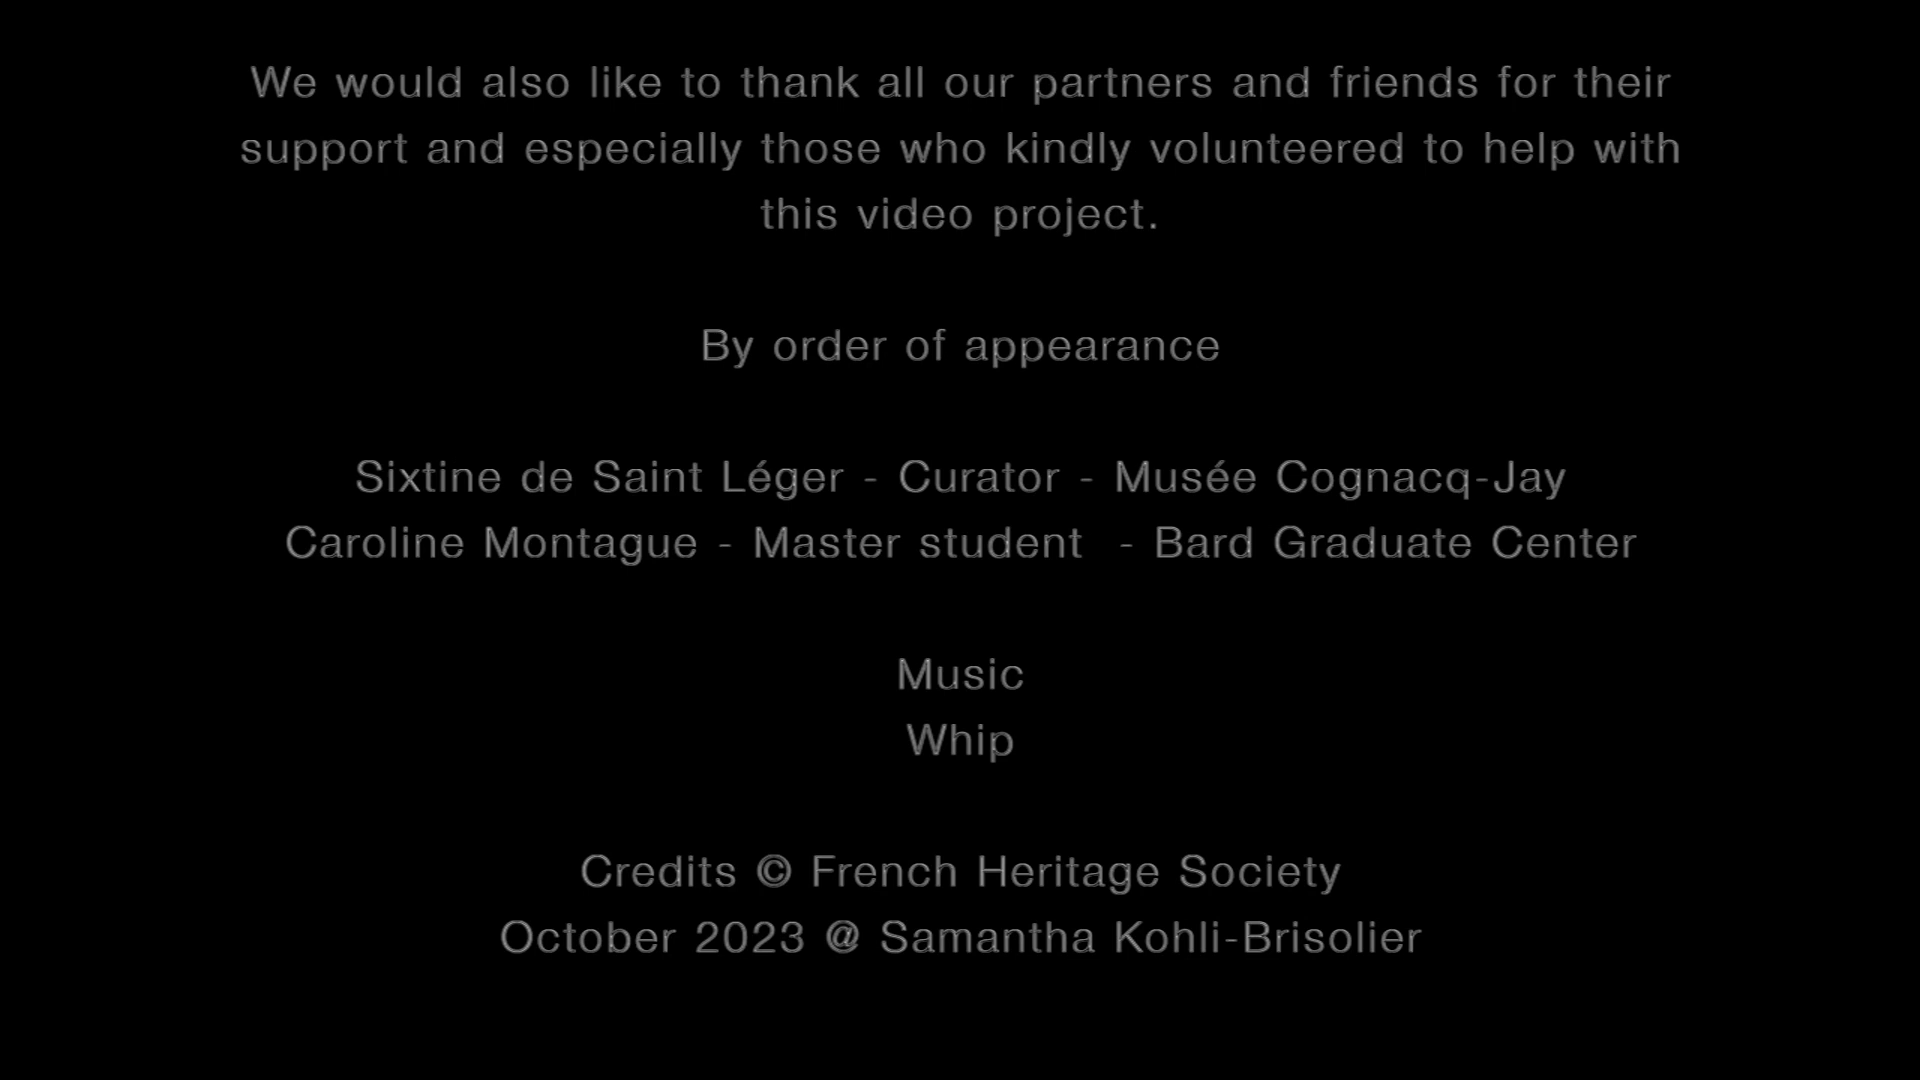 We would also like to thank all our partners and friends for their
support and especially those who kindly volunteered to help with
this video project.
By order of appearance
Sixtine de Saint Léger - Curator - Musée Cognacq-Jay
Caroline Montague - Master student  - Bard Graduate Center
Music
Whip
Credits © French Heritage Society
October 2023 @ Samantha Kohli-Brisolier